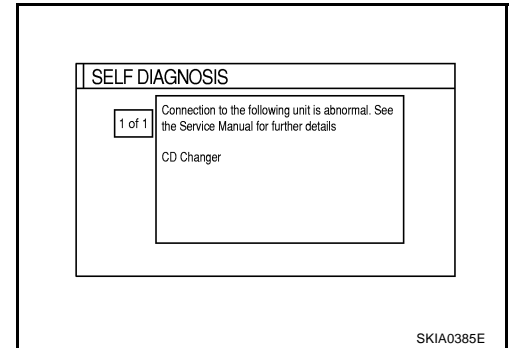 SELF DIAGNOSIS
1 of 1
Connection to the following unit is abnormal. See
the Service Manual for further details
CD Changer
SKIA0385E